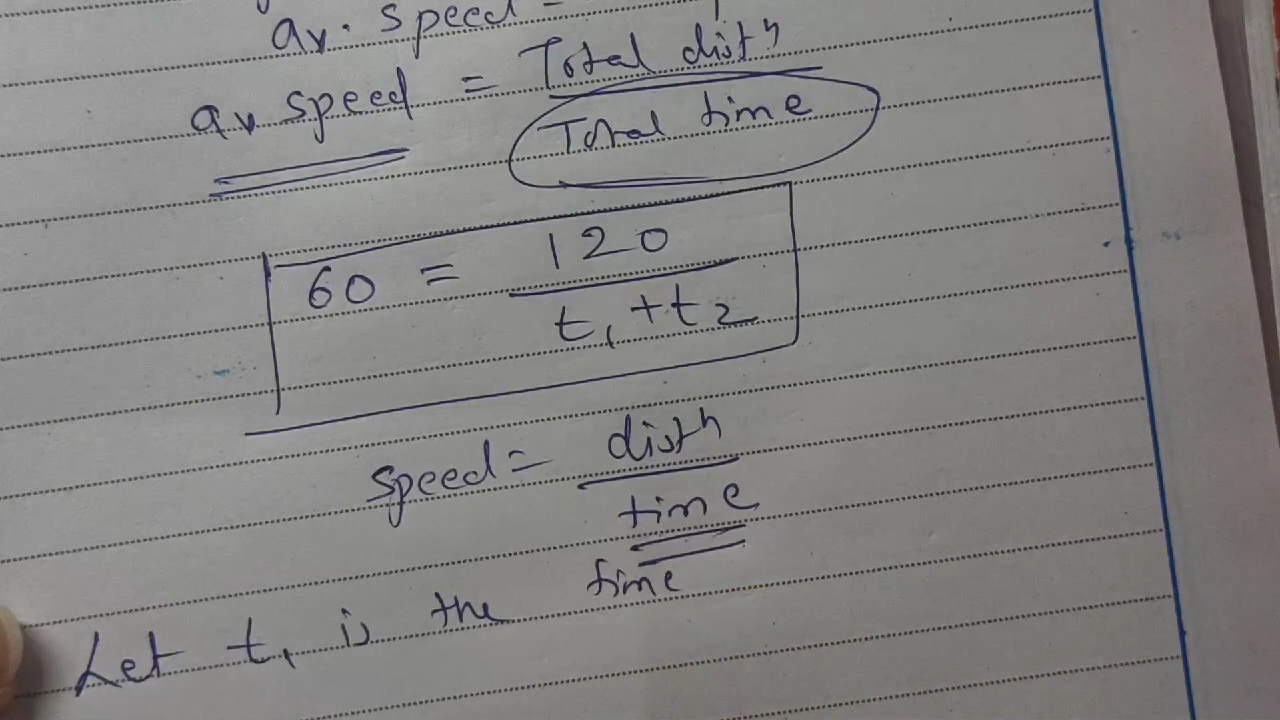 av. speed =
av speed = Total distn
Total time
60 = 120
t1+t2
speed= distn
time
Let t1 is the time